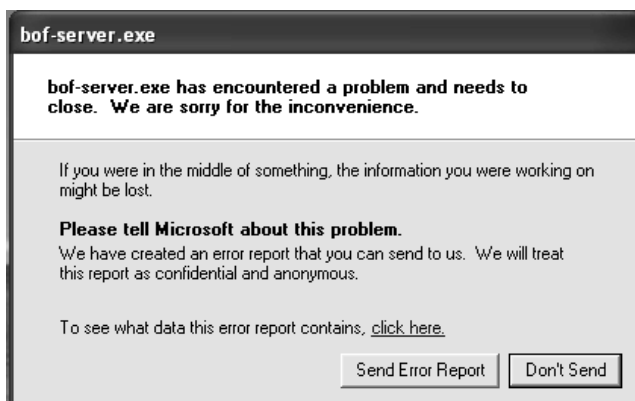 bof-server.exe
bof-server.exe has encountered a problem and needs to
close.  We are sorry for the inconvenience.
If you were in the middle of something, the information you were working on
might be lost.
Please tell Microsoft about this problem.
We have created an error report that you can send to us.  We will treat
this report as confidential and anonymous.
To see what data this error report contains, click here.
Send Error Report
Don't Send